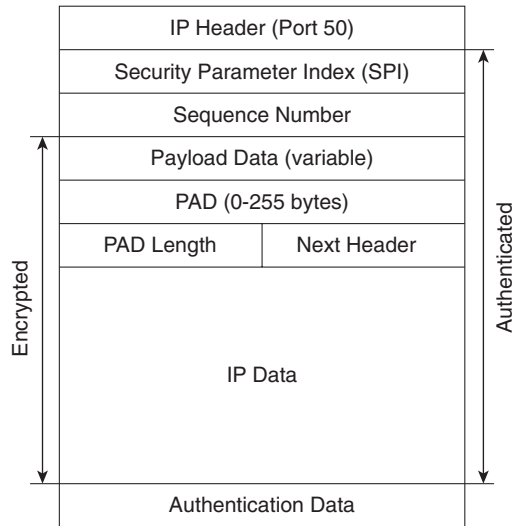 IP Header (Port 50)
Security Parameter Index (SPI)
Sequence Number
Payload Data (variable)
PAD (0-255 bytes)
PAD Length Next Header
IP Data
Authentication Data
Encrypted
Authenticated